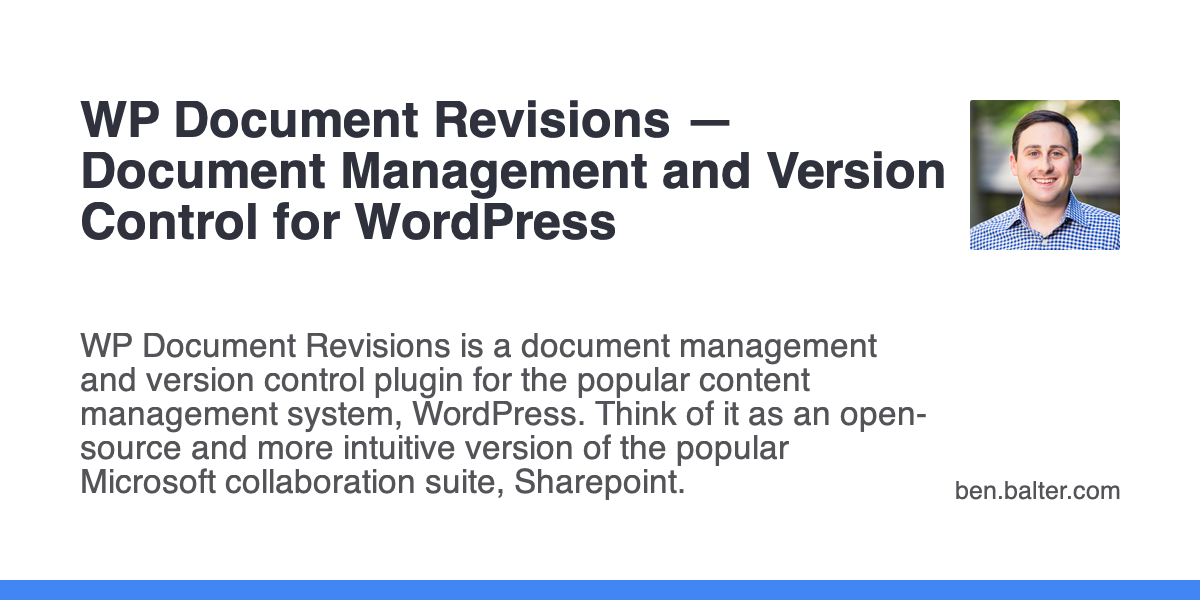 WP Document Revisions —
Document Management and Version
Control for WordPress
WP Document Revisions is a document management
and version control plugin for the popular content
management system, WordPress. Think of it as an open-
source and more intuitive version of the popular
Microsoft collaboration suite, Sharepoint.
ben.balter.com